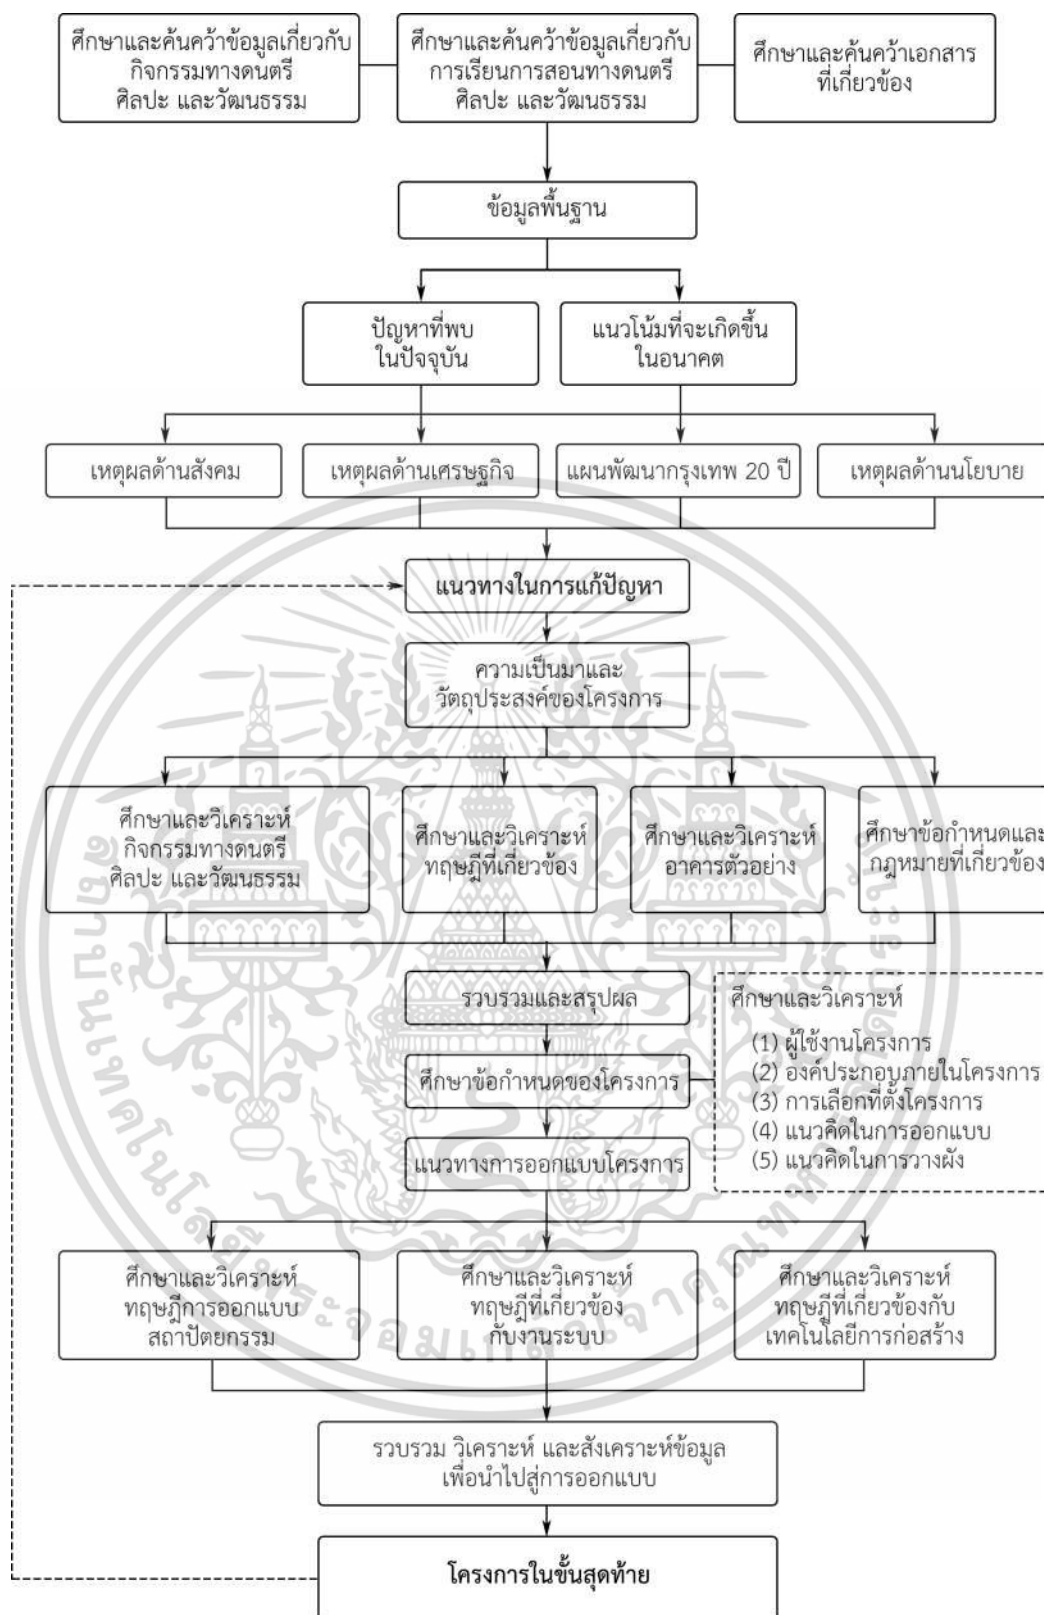 ศึกษาและค้นคว้าข้อมูลเกี่ยวกับ
กิจกรรมทางดนตรี
ศิลปะ และวัฒนธรรม
ศึกษาและค้นคว้าข้อมูลเกี่ยวกับ
การเรียนการสอนทางดนตรี
ศิลปะ และวัฒนธรรม
ศึกษาและค้นคว้าเอกสาร
ที่เกี่ยวข้อง
ข้อมูลพื้นฐาน
ปัญหาที่พบ
ในปัจจุบัน
แนวโน้มที่จะเกิดขึ้น
ในอนาคต
เหตุผลด้านสังคม
เหตุผลด้านเศรษฐกิจ
แผนพัฒนากรุงเทพ 20 ปี
เหตุผลด้านนโยบาย
แนวทางในการแก้ปัญหา
ความเป็นมาและ
วัตถุประสงค์ของโครงการ
ศึกษาและวิเคราะห์
กิจกรรมทางดนตรี
ศิลปะ และวัฒนธรรม
ศึกษาและวิเคราะห์
ทฤษฎีที่เกี่ยวข้อง
ศึกษาและวิเคราะห์
อาคารตัวอย่าง
ศึกษาข้อกำหนดและ
กฎหมายที่เกี่ยวข้อง
รวบรวมและสรุปผล
ศึกษาข้อกำหนดของโครงการ
ศึกษาและวิเคราะห์
(1) ผู้ใช้งานโครงการ
(2) องค์ประกอบภายในโครงการ
(3) การเลือกที่ตั้งโครงการ
(4) แนวคิดในการออกแบบ
(5) แนวคิดในการวางผัง
แนวทางการออกแบบโครงการ
ศึกษาและวิเคราะห์
ทฤษฎีการออกแบบ
สถาปัตยกรรม
ศึกษาและวิเคราะห์
ทฤษฎีที่เกี่ยวข้อง
กับงานระบบ
ศึกษาและวิเคราะห์
ทฤษฎีที่เกี่ยวข้องกับ
เทคโนโลยีการก่อสร้าง
รวบรวม วิเคราะห์ และสังเคราะห์ข้อมูล
เพื่อนำไปสู่การออกแบบ
โครงการในขั้นสุดท้าย
สถาบันเทคโนโลยีพระจอมเกล้าเจ้าคุณทหาร